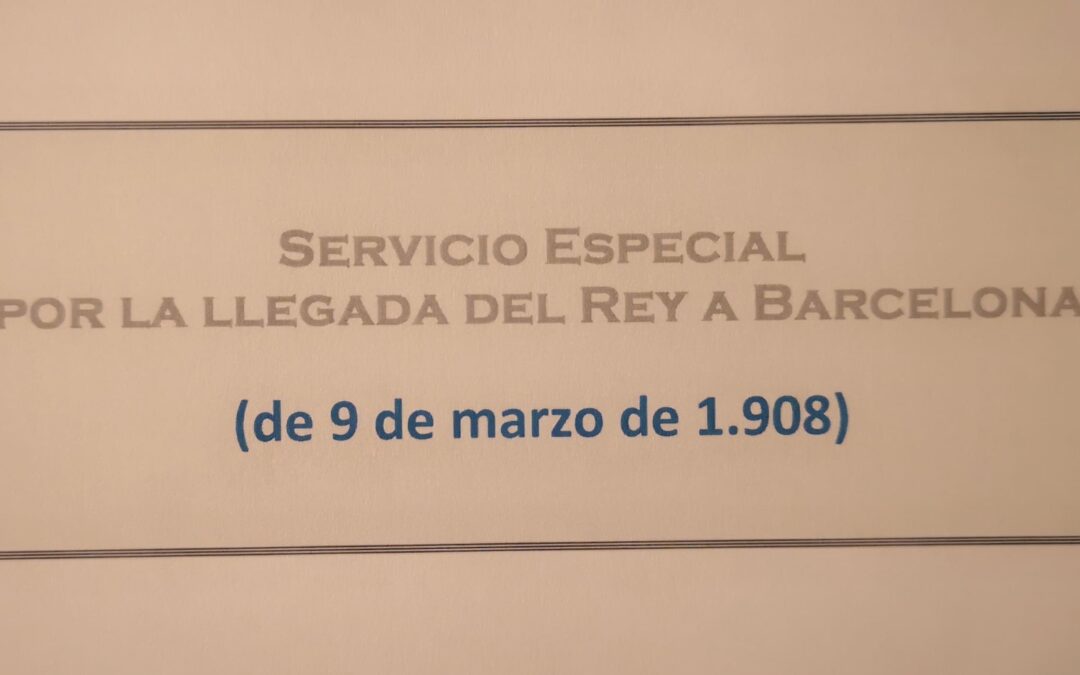 Servicio Especial
por la llegada del Rey a Barcelona
(de 9 de marzo de 1.908)